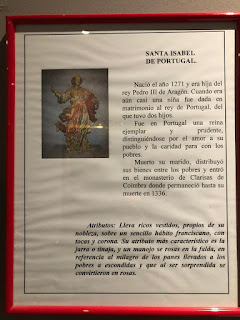 SANTA ISABEL
DE PORTUGAL.
Nació el año 1271 y era hija del
rey Pedro III de Aragón. Cuando era
aún casi una niña fue dada en
matrimonio al rey de Portugal, del
que tuvo dos hijos.
Fue en Portugal una reina
ejemplar y prudente,
distinguiéndose por el amor a su
pueblo y la caridad para con los
pobres.
Muerto su marido, distribuyó
sus bienes entre los pobres y entró
en el monasterio de Clarisas de
Coimbra donde permaneció hasta su
muerte en 1336.
Atributos: Lleva ricos vestidos, propios de su
nobleza, sobre un sencillo hábito franciscano, con
tocas y corona. Su atributo más característico es la
jarra o tinaja, y un manojo de rosas en la falda, en
referencia al milagro de los panes llevados a los
pobres a escondidas y que al ser sorprendida se
convirtieron en rosas.